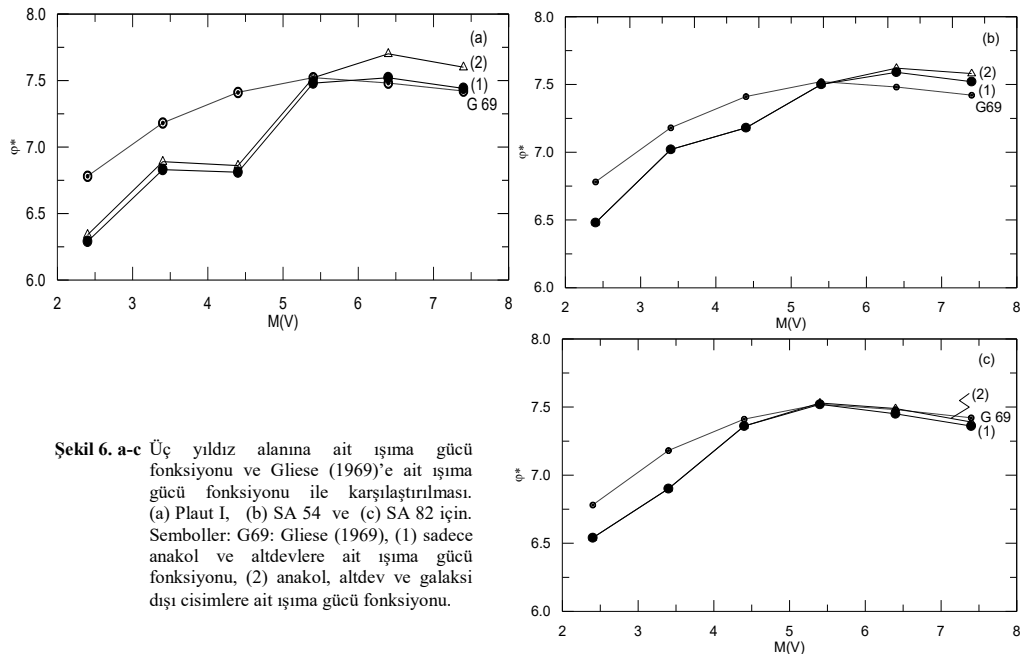 8.0
7.5
7.0
6.5
6.0
φ*
2 3 4 5 6 7 8
M(V)
(a)
(2)
(1)
G 69
8.0
7.5
7.0
6.5
6.0
φ*
2 3 4 5 6 7 8
M(V)
(b)
(2)
(1)
G69
8.0
7.5
7.0
6.5
6.0
φ*
2 3 4 5 6 7 8
M(V)
(c)
(2)
G 69
(1)
Şekil 6. a-c Üç yıldız alanına ait ışıma gücü
fonksiyonu ve Gliese (1969)'e ait ışıma
gücü fonksiyonu ile karşılaştırılması.
(a) Plaut I, (b) SA 54 ve (c) SA 82 için.
Semboller: G69: Gliese (1969), (1) sadece
anakol ve altdevlere ait ışıma gücü
fonksiyonu, (2) anakol, altdev ve galaksi
dışı cisimlere ait ışıma gücü fonksiyonu.